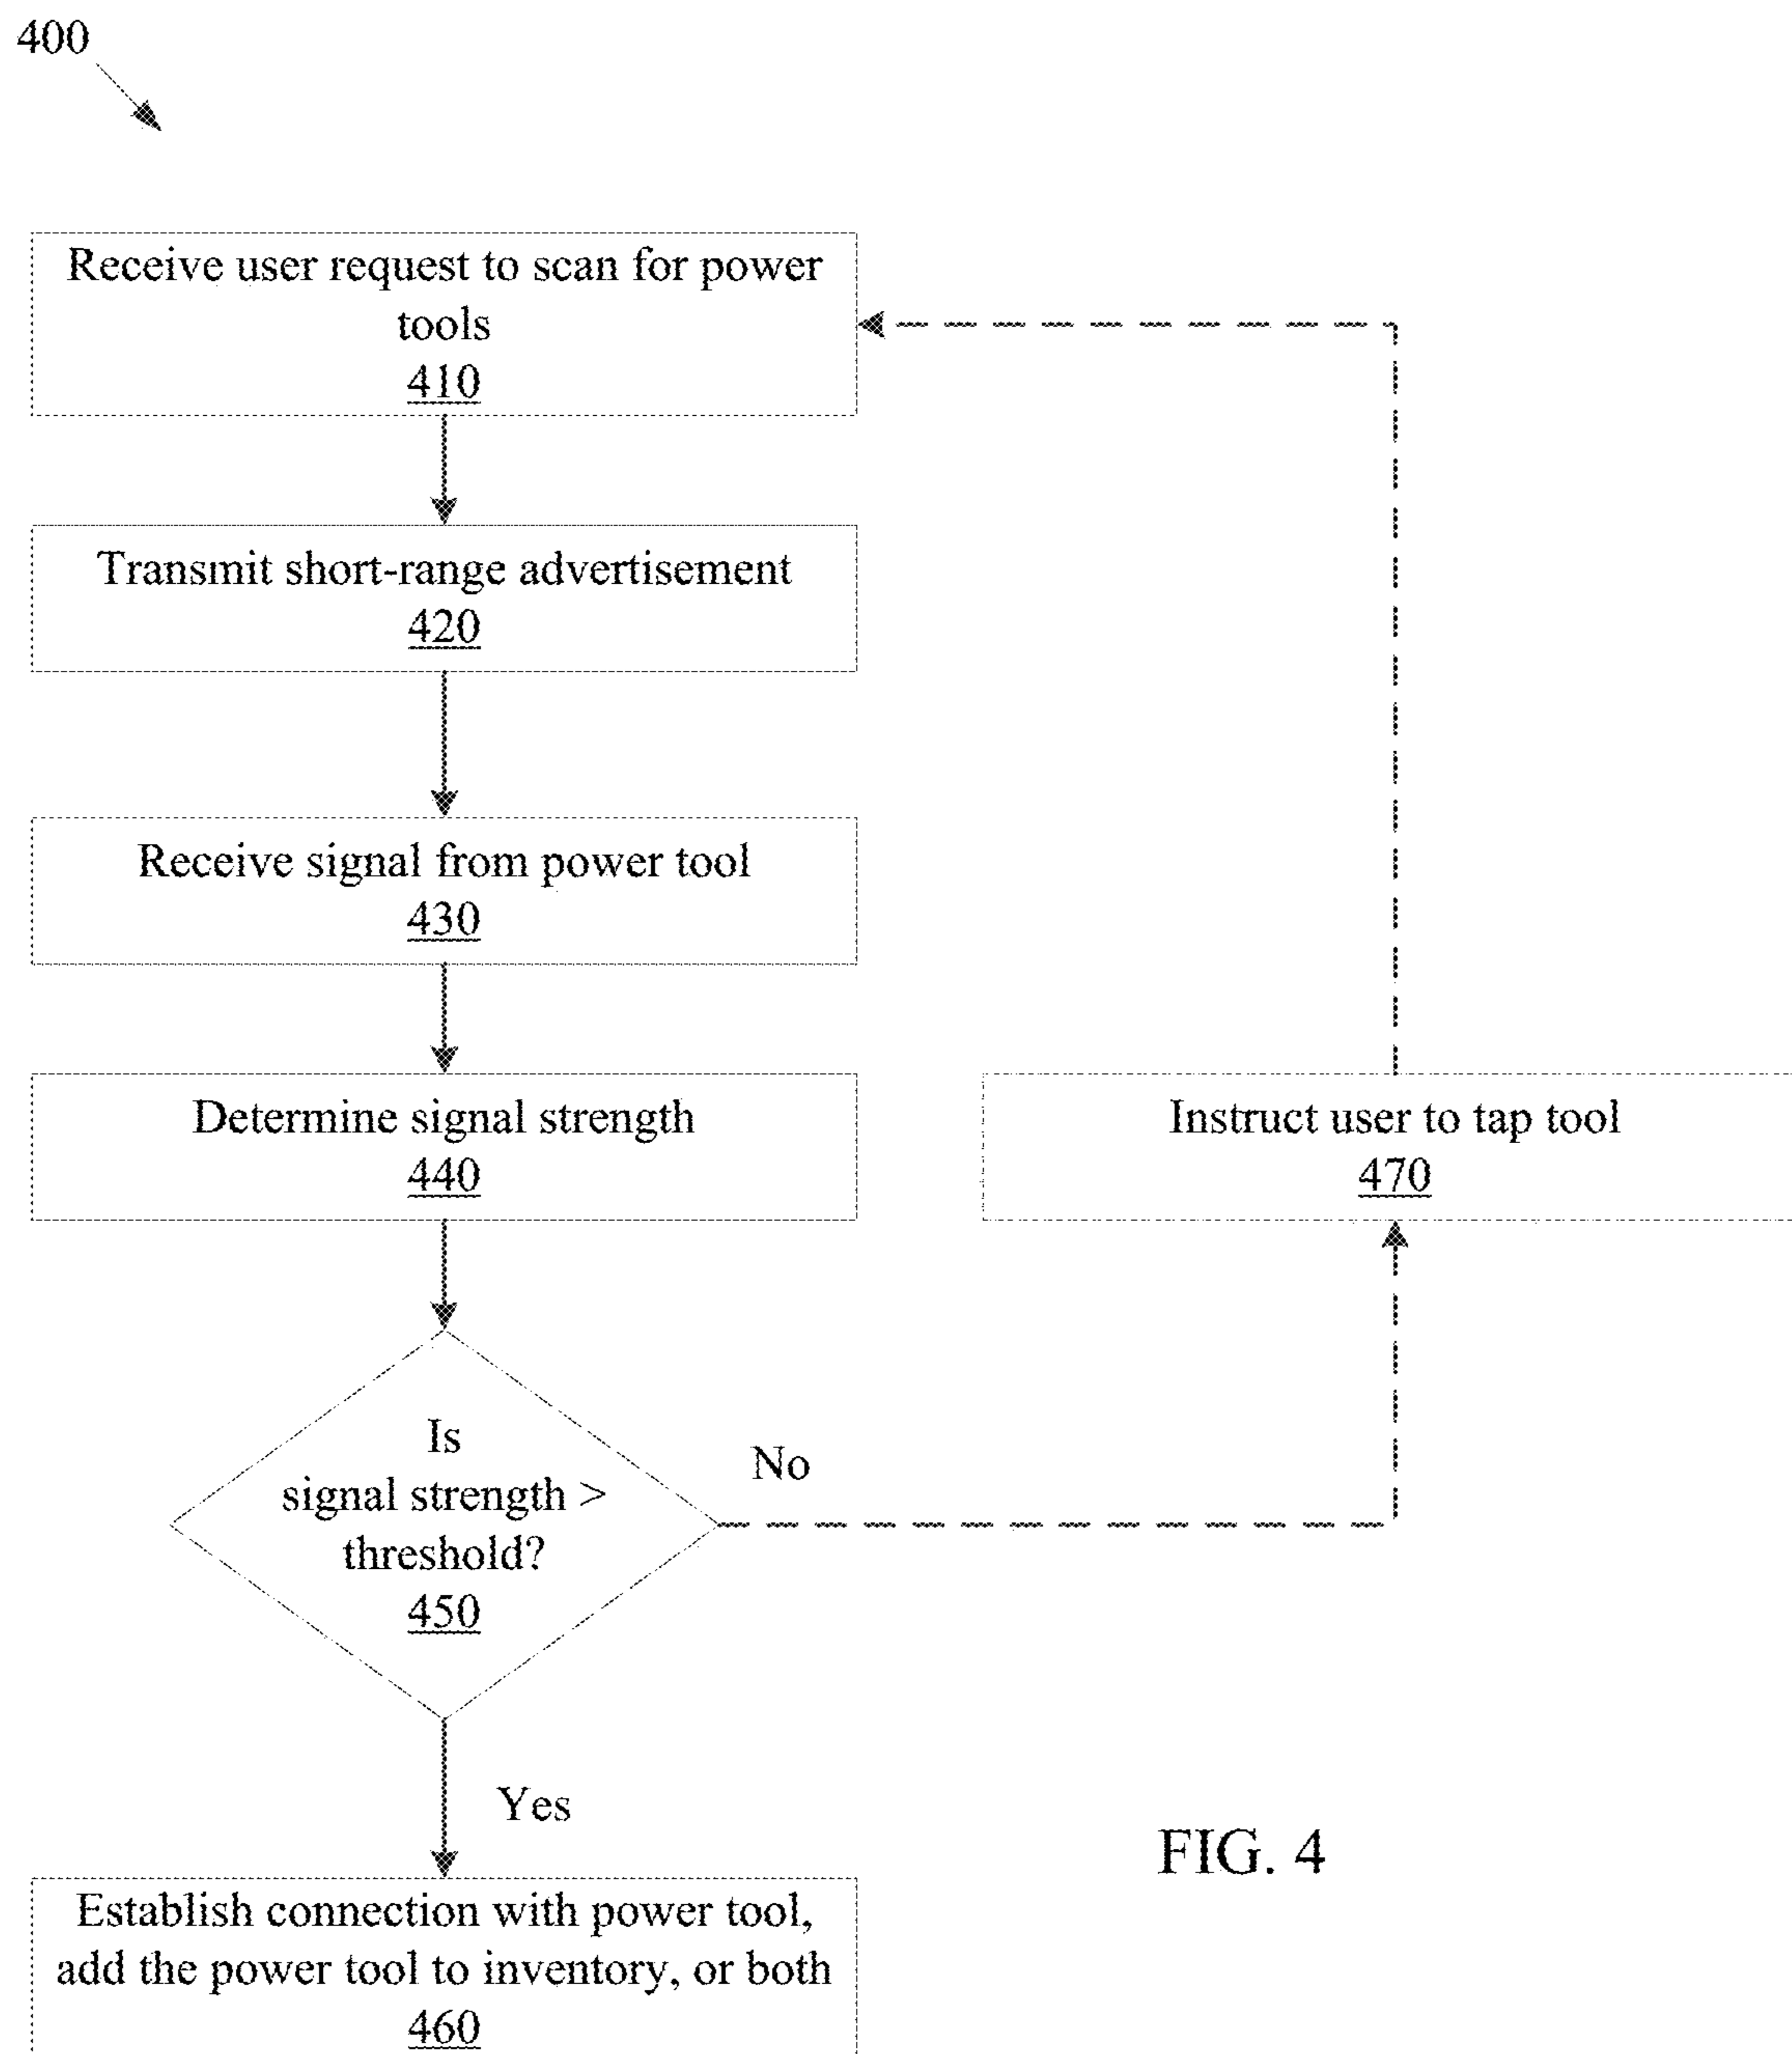 400
Receive user request to scan for power
tools
410
Transmit short-range advertisement
420
Receive signal from power tool
430
Determine signal strength
440
Instruct user to tap tool
470
Is
signal strength >
threshold?
450
No
Yes
Establish connection with power tool,
add the power tool to inventory, or both
460
FIG. 4